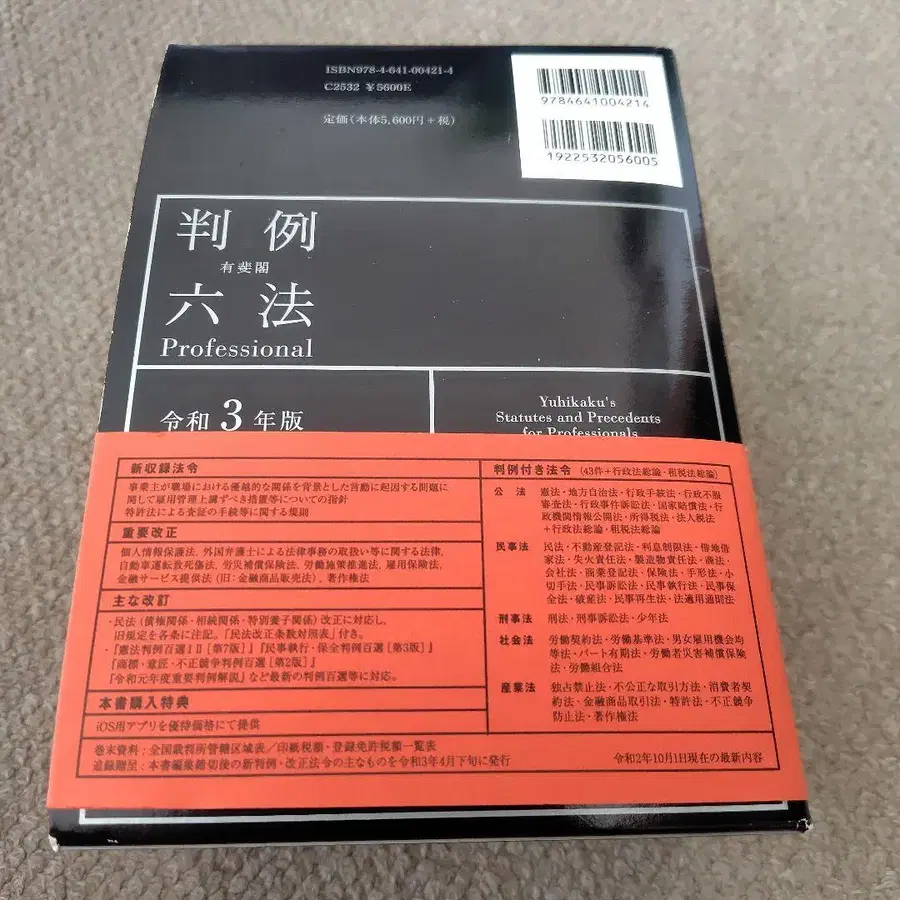 ISBN978-4-641-00421-4
C2532 ¥5600E
定価(本体5,600円+税)
9784641004214
1922532056005
判例
有斐閣
六法
Professional
令和3年版
Yuhikaku's
Statutes and Precedents
for Professionals
新収録法令
事業主が職場における優越的な関係を背景とした言動に起因する問題に
関して雇用管理上講ずべき措置等についての指針
特許法による査証の手続等に関する規則
重要改正
個人情報保護法,外国弁護士による法律事務の取扱い等に関する法律,
自動車運転致死傷法,労災補償保険法,労働施策推進法,雇用保険法,
金融サービス提供法(旧:金融商品販売法),著作権法
主な改訂
・民法(債権関係・相続関係・特別養子関係)改正に対応し,
旧規定を各条に注記。「民法改正条数対照表」付き。
・『憲法判例百選ⅠⅡ[第7版]』『民事執行・保全判例百選[第3版]』
『商標・意匠・不正競争判例百選[第2版]』
『令和元年度重要判例解説』など最新の判例百選等に対応。
本書購入特典
iOS用アプリを優待価格にて提供
巻末資料:全国裁判所管轄区域表/印紙税額・登録免許税額一覧表
追録贈呈:本書編集締切後の新判例・改正法令の主なものを令和3年4月下旬に発行
判例付き法令(43件+行政法総論・租税法総論)
公法 憲法・地方自治法・行政手続法・行政不服
審査法・行政事件訴訟法・国家賠償法・行
政機関情報公開法・所得税法・法人税法
+行政法総論・租税法総論
民事法 民法・不動産登記法・利息制限法・借地借
家法・失火責任法・製造物責任法・商法・
会社法・商業登記法・保険法・手形法・小
切手法・民事訴訟法・民事執行法・民事保
全法・破産法・民事再生法・法適用通則法
刑事法 刑法・刑事訴訟法・少年法
社会法 労働契約法・労働基準法・男女雇用機会均
等法・パート有期法・労働者災害補償保険
法・労働組合法
産業法 独占禁止法・不公正な取引方法・消費者契
約法・金融商品取引法・特許法・不正競争
防止法・著作権法
令和2年10月1日現在の最新内容